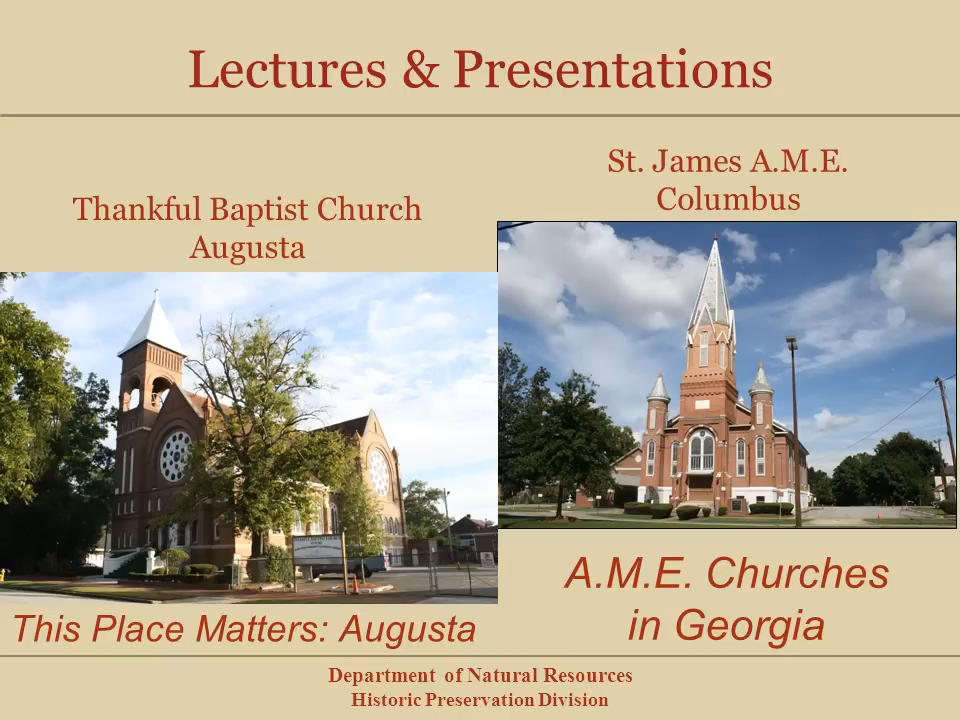 Lectures & Presentations
Thankful Baptist Church
Augusta
St. James A.M.E.
Columbus
This Place Matters: Augusta
A.M.E. Churches
in Georgia
Department of Natural Resources
Historic Preservation Division